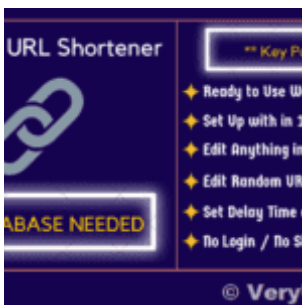 URL Shortener
ABASE NEEDED
** Key P
Ready to Use W
Set Up with in
Edit Anything in
Edit Random UR
Set Delay Time
No Login / No S
© Very